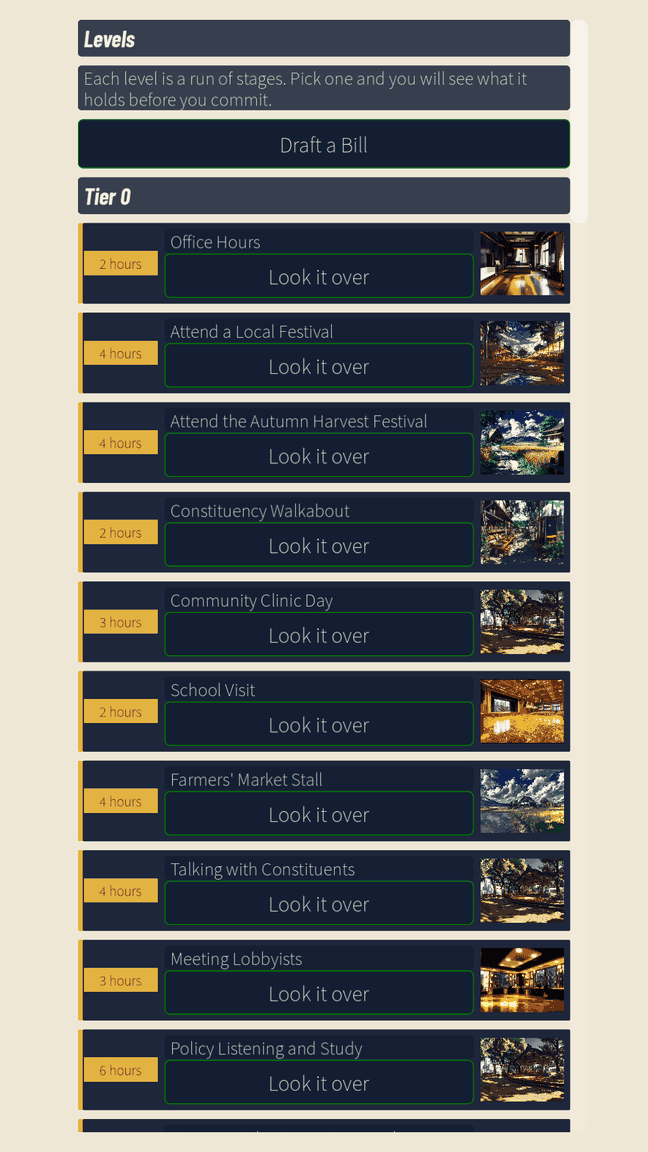 Levels
Each level is a run of stages. Pick one and you will see what it
holds before you commit.
Draft a Bill
Tier 0
Office Hours
2 hours
Look it over
Attend a Local Festival
4 hours
Look it over
Attend the Autumn Harvest Festival
4 hours
Look it over
Constituency Walkabout
2 hours
Look it over
Community Clinic Day
3 hours
Look it over
School Visit
2 hours
Look it over
Farmers' Market Stall
4 hours
Look it over
Talking with Constituents
4 hours
Look it over
Meeting Lobbyists
3 hours
Look it over
Policy Listening and Study
6 hours
Look it over